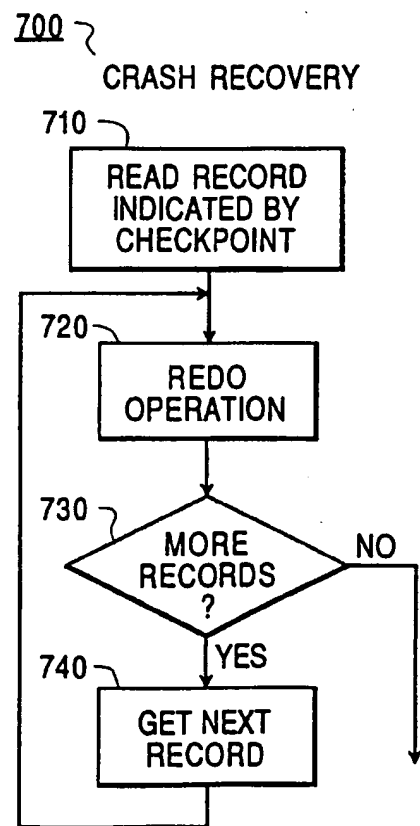 700
CRASH RECOVERY
710
READ RECORD
INDICATED BY
CHECKPOINT
720
REDO
OPERATION
730
MORE
RECORDS
?
NO
YES
740
GET NEXT
RECORD